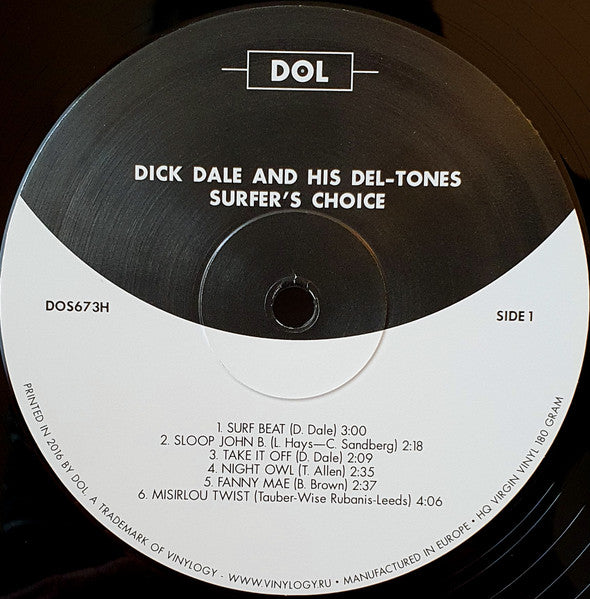 DOL
DICK DALE AND HIS DEL-TONES
SURFER'S CHOICE
DOS673H
SIDE 1
1. SURF BEAT (D. Dale) 3:00
2. SLOOP JOHN B. (L. Hays—C. Sandberg) 2:18
3. TAKE IT OFF (D. Dale) 2:09
4. NIGHT OWL (T. Allen) 2:35
5. FANNY MAE (B. Brown) 2:37
6. MISIRLOU TWIST (Tauber-Wise Rubanis-Leeds) 4:06
PRINTED IN 2016 BY DOL. A TRADEMARK OF VINYLOGY - WWW.VINYLOGY.RU • MANUFACTURED IN EUROPE • HQ VIRGIN VINYL 180 GRAM